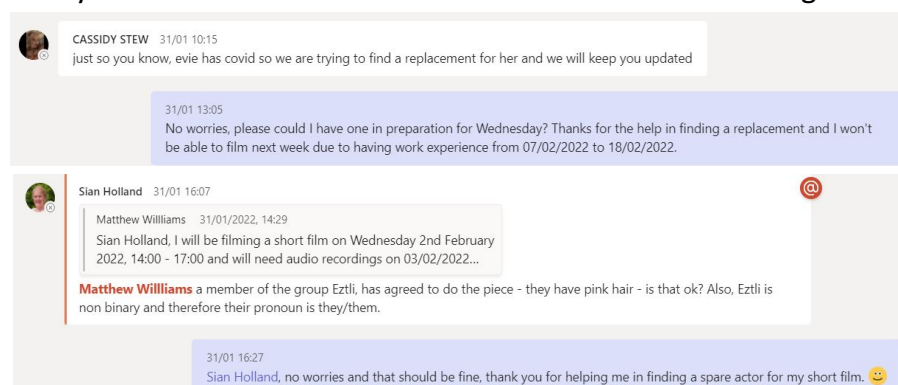 CASSIDY STEW 31/01 10:15
just so you know, evie has covid so we are trying to find a replacement for her and we will keep you updated
31/01 13:05
No worries, please could I have one in preparation for Wednesday? Thanks for the help in finding a replacement and I won't
be able to film next week due to having work experience from 07/02/2022 to 18/02/2022.
Sian Holland 31/01 16:07
@
Matthew Willliams 31/01/2022, 14:29
Sian Holland, I will be filming a short film on Wednesday 2nd February
2022, 14:00 - 17:00 and will need audio recordings on 03/02/2022...
Matthew Willliams a member of the group Eztli, has agreed to do the piece - they have pink hair - is that ok? Also, Eztli is
non binary and therefore their pronoun is they/them.
31/01 16:27
Sian Holland, no worries and that should be fine, thank you for helping me in finding a spare actor for my short film.